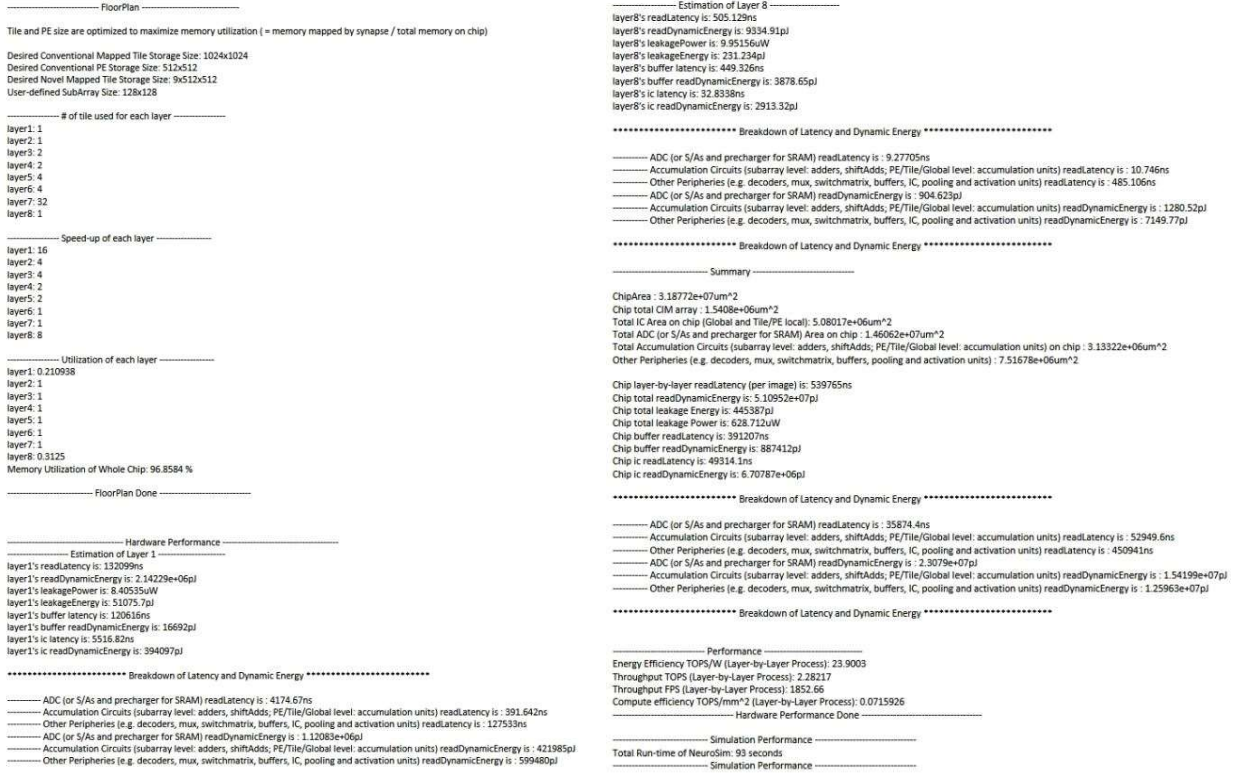 -------------------------- FloorPlan --------------------------
Tile and PE size are optimized to maximize memory utilization ( = memory mapped by synapse / total memory on chip)
Desired Conventional Mapped Tile Storage Size: 1024x1024
Desired Conventional PE Storage Size: 512x512
Desired Novel Mapped Tile Storage Size: 9x512x512
User-defined SubArray Size: 128x128
---------------- # of tile used for each layer ----------------
layer1: 1
layer2: 1
layer3: 2
layer4: 2
layer5: 4
layer6: 4
layer7: 32
layer8: 1
---------------- Speed-up of each layer ----------------
layer1: 16
layer2: 4
layer3: 4
layer4: 2
layer5: 2
layer6: 1
layer7: 1
layer8: 8
---------------- Utilization of each layer ----------------
layer1: 0.210938
layer2: 1
layer3: 1
layer4: 1
layer5: 1
layer6: 1
layer7: 1
layer8: 0.3125
Memory Utilization of Whole Chip: 96.8584 %
-------------------------- FloorPlan Done --------------------------
----------------------------------- Hardware Performance -----------------------------------
-------------------- Estimation of Layer 1 ----------------------
layer1's readLatency is: 132099ns
layer1's readDynamicEnergy is: 2.14229e+06pJ
layer1's leakagePower is: 8.40535uW
layer1's leakageEnergy is: 51075.7pJ
layer1's buffer latency is: 120616ns
layer1's buffer readDynamicEnergy is: 16692pJ
layer1's ic latency is: 5516.82ns
layer1's ic readDynamicEnergy is: 394097pJ
************************ Breakdown of Latency and Dynamic Energy *************************
----------- ADC (or S/As and precharger for SRAM) readLatency is : 4174.67ns
----------- Accumulation Circuits (subarray level: adders, shiftAdds; PE/Tile/Global level: accumulation units) readLatency is : 391.642ns
----------- Other Peripheries (e.g. decoders, mux, switchmatrix, buffers, IC, pooling and activation units) readLatency is : 127533ns
----------- ADC (or S/As and precharger for SRAM) readDynamicEnergy is : 1.12083e+06pJ
----------- Accumulation Circuits (subarray level: adders, shiftAdds; PE/Tile/Global level: accumulation units) readDynamicEnergy is : 421985pJ
----------- Other Peripheries (e.g. decoders, mux, switchmatrix, buffers, IC, pooling and activation units) readDynamicEnergy is : 599480pJ
-------------------- Estimation of Layer 8 ----------------------
layer8's readLatency is: 505.129ns
layer8's readDynamicEnergy is: 9334.91pJ
layer8's leakagePower is: 9.95156uW
layer8's leakageEnergy is: 231.234pJ
layer8's buffer latency is: 449.326ns
layer8's buffer readDynamicEnergy is: 3878.65pJ
layer8's ic latency is: 32.8338ns
layer8's ic readDynamicEnergy is: 2913.32pJ
************************ Breakdown of Latency and Dynamic Energy *************************
----------- ADC (or S/As and precharger for SRAM) readLatency is : 9.27705ns
----------- Accumulation Circuits (subarray level: adders, shiftAdds; PE/Tile/Global level: accumulation units) readLatency is : 10.746ns
----------- Other Peripheries (e.g. decoders, mux, switchmatrix, buffers, IC, pooling and activation units) readLatency is : 485.106ns
----------- ADC (or S/As and precharger for SRAM) readDynamicEnergy is : 904.623pJ
----------- Accumulation Circuits (subarray level: adders, shiftAdds; PE/Tile/Global level: accumulation units) readDynamicEnergy is : 1280.52pJ
----------- Other Peripheries (e.g. decoders, mux, switchmatrix, buffers, IC, pooling and activation units) readDynamicEnergy is : 7149.77pJ
************************ Breakdown of Latency and Dynamic Energy *************************
----------------------------- Summary -----------------------------
ChipArea : 3.18772e+07um^2
Chip total CIM array : 1.5408e+06um^2
Total IC Area on chip (Global and Tile/PE local): 5.08017e+06um^2
Total ADC (or S/As and precharger for SRAM) Area on chip : 1.46062e+07um^2
Total Accumulation Circuits (subarray level: adders, shiftAdds; PE/Tile/Global level: accumulation units) on chip : 3.13322e+06um^2
Other Peripheries (e.g. decoders, mux, switchmatrix, buffers, pooling and activation units) : 7.51678e+06um^2
Chip layer-by-layer readLatency (per image) is: 539765ns
Chip total readDynamicEnergy is: 5.10952e+07pJ
Chip total leakage Energy is: 445387pJ
Chip total leakage Power is: 628.712uW
Chip buffer readLatency is: 391207ns
Chip buffer readDynamicEnergy is: 887412pJ
Chip ic readLatency is: 49314.1ns
Chip ic readDynamicEnergy is: 6.70787e+06pJ
************************ Breakdown of Latency and Dynamic Energy *************************
----------- ADC (or S/As and precharger for SRAM) readLatency is : 35874.4ns
----------- Accumulation Circuits (subarray level: adders, shiftAdds; PE/Tile/Global level: accumulation units) readLatency is : 52949.6ns
----------- Other Peripheries (e.g. decoders, mux, switchmatrix, buffers, IC, pooling and activation units) readLatency is : 450941ns
----------- ADC (or S/As and precharger for SRAM) readDynamicEnergy is : 2.3079e+07pJ
----------- Accumulation Circuits (subarray level: adders, shiftAdds; PE/Tile/Global level: accumulation units) readDynamicEnergy is : 1.54199e+07pJ
----------- Other Peripheries (e.g. decoders, mux, switchmatrix, buffers, IC, pooling and activation units) readDynamicEnergy is : 1.25963e+07pJ
************************ Breakdown of Latency and Dynamic Energy *************************
----------------------------- Performance -----------------------------
Energy Efficiency TOPS/W (Layer-by-Layer Process): 23.9003
Throughput TOPS (Layer-by-Layer Process): 2.28217
Throughput FPS (Layer-by-Layer Process): 1852.66
Compute efficiency TOPS/mm^2 (Layer-by-Layer Process): 0.0715926
----------------------------------- Hardware Performance Done -----------------------------------
----------------------------- Simulation Performance -----------------------------
Total Run-time of NeuroSim: 93 seconds
----------------------------- Simulation Performance -----------------------------